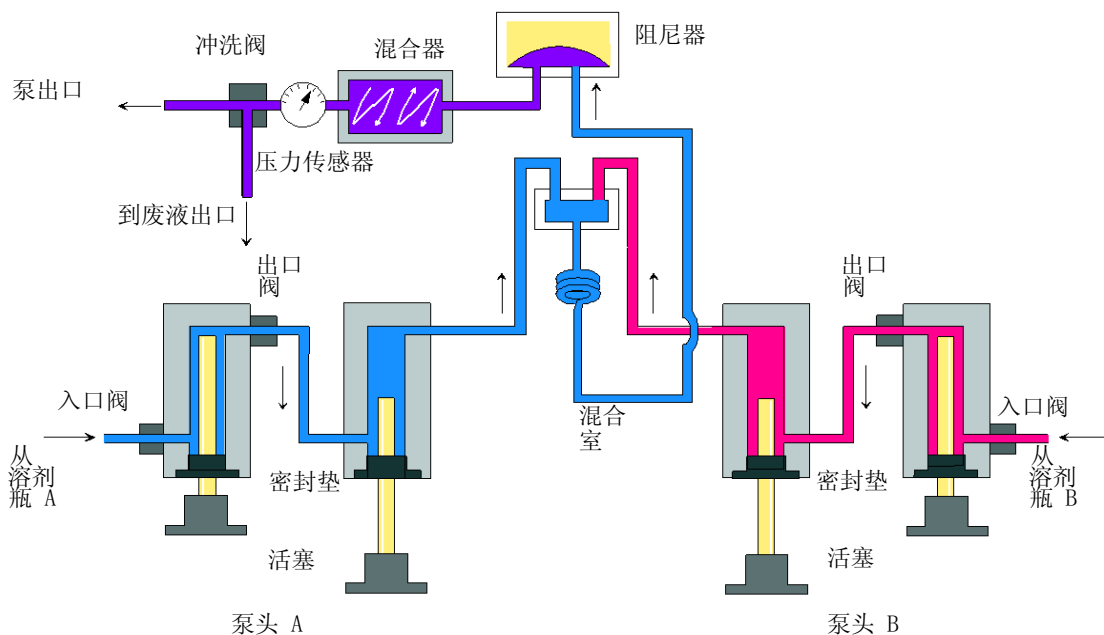 阻尼器
冲洗阀
混合器
泵出口
压力传感器
到废液出口
出口
阀
出口
阀
入口阀
混合
室
入口阀
从
溶剂
瓶 A
密封垫
密封垫
从
溶剂
瓶 B
活塞
活塞
泵头 A
泵头 B